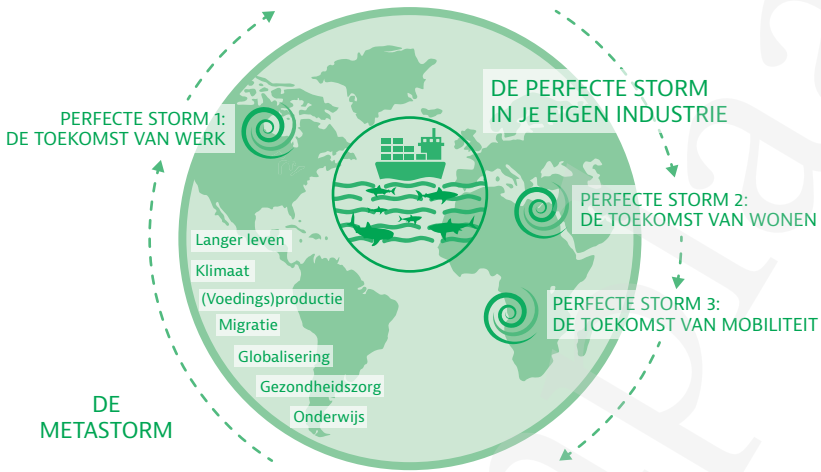 DE PERFECTE STORM
IN JE EIGEN INDUSTRIE
PERFECTE STORM 1:
DE TOEKOMST VAN WERK
PERFECTE STORM 2:
DE TOEKOMST VAN WONEN
Langer leven
Klimaat
(Voedings)productie
Migratie
Globalisering
Gezondheidszorg
Onderwijs
PERFECTE STORM 3:
DE TOEKOMST VAN MOBILITEIT
DE
METASTORM